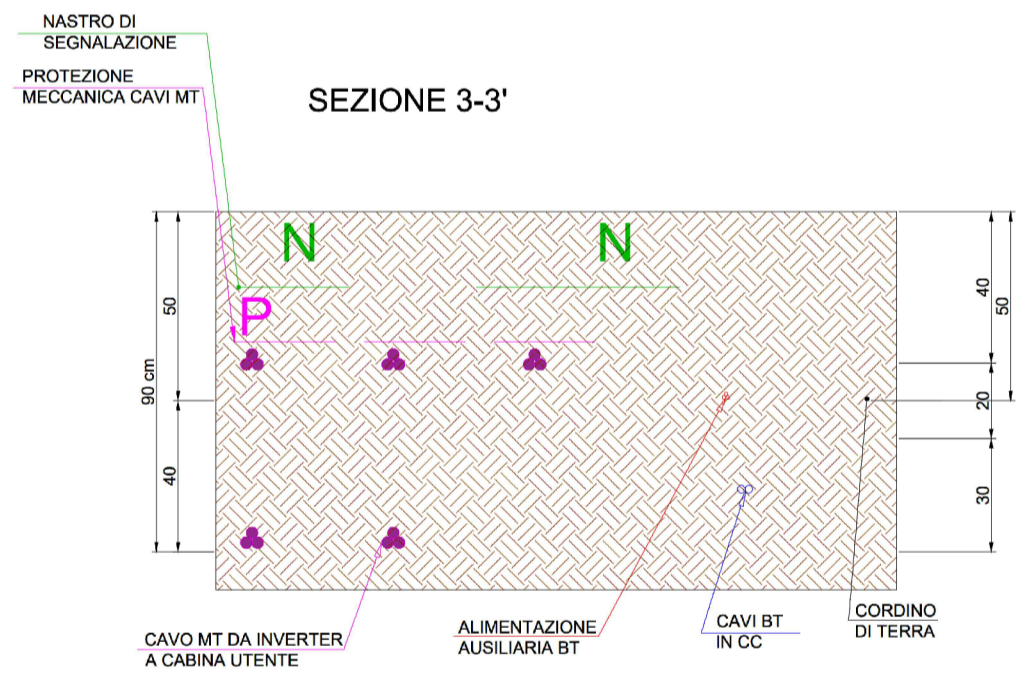 NASTRO DI
SEGNALAZIONE
PROTEZIONE
MECCANICA CAVI MT
SEZIONE 3-3'
N
N
P
50
90 cm
40
40
50
20
30
CAVO MT DA INVERTER
A CABINA UTENTE
ALIMENTAZIONE
AUSILIARIA BT
CAVI BT
IN CC
CORDINO
DI TERRA